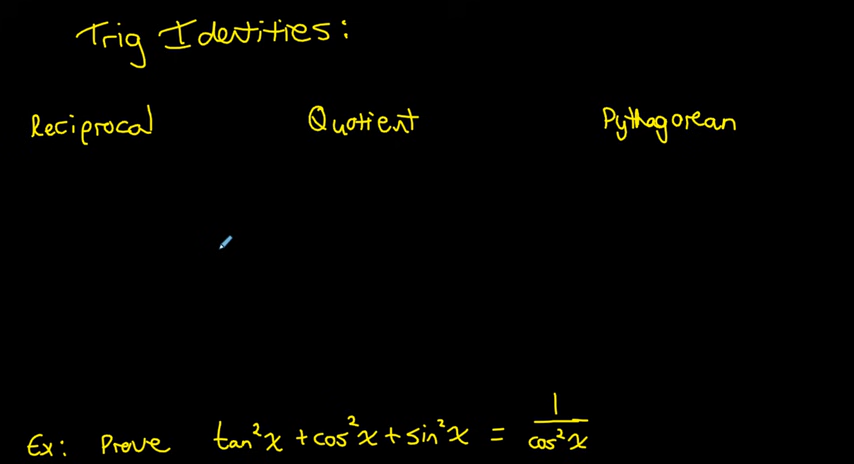 Trig Identities:
Reciprocal Quotient Pythagorean
Ex: Prove tan²x + cos²x + sin²x = 1/cos²x